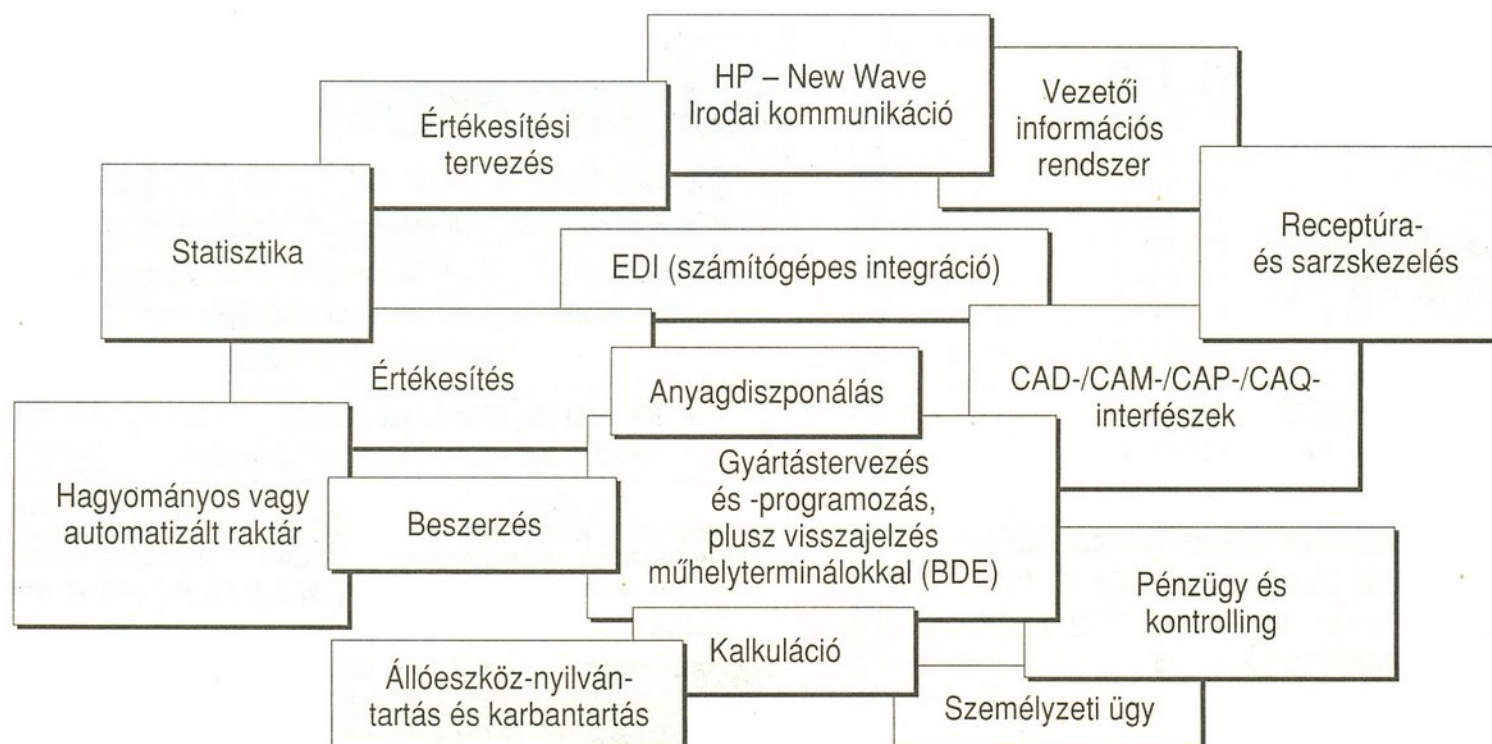 HP – New Wave
Irodai kommunikáció
Vezetői
információs
rendszer
Értékesítési
tervezés
Statisztika
Receptúra-
és sarzskezelés
EDI (számítógépes integráció)
Értékesítés
Anyagdiszponálás
CAD-/CAM-/CAP-/CAQ-
interfészek
Hagyományos vagy
automatizált raktár
Beszerzés
Gyártástervezés
és -programozás,
plusz visszajelzés
műhelyterminálokkal (BDE)
Pénzügy és
kontrolling
Kalkuláció
Állóeszköz-nyilván-
tartás és karbantartás
Személyzeti ügy